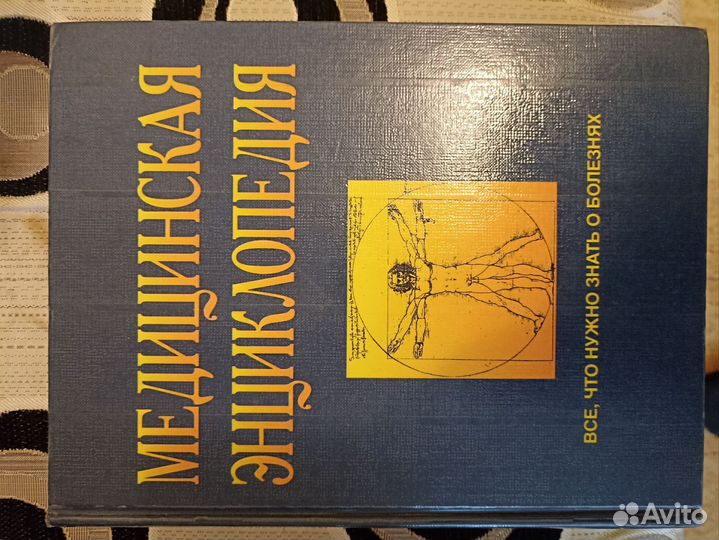 МЕДИЦИНСКАЯ
ЭНЦИКЛОПЕДИЯ
ВСЕ, ЧТО НУЖНО ЗНАТЬ О БОЛЕЗНЯХ
Avito